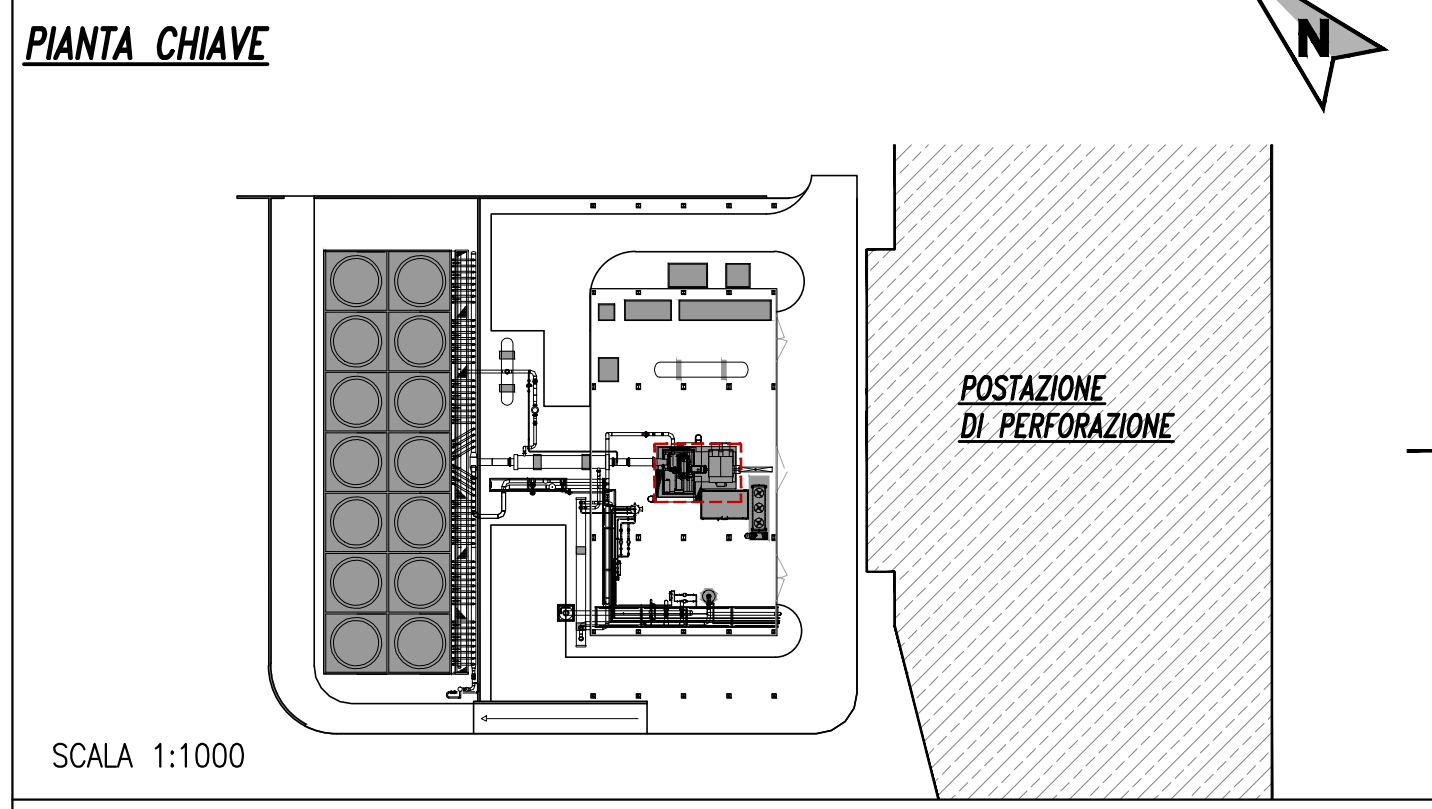 PIANTA CHIAVE
N
POSTAZIONE
DI PERFORAZIONE
SCALA 1:1000